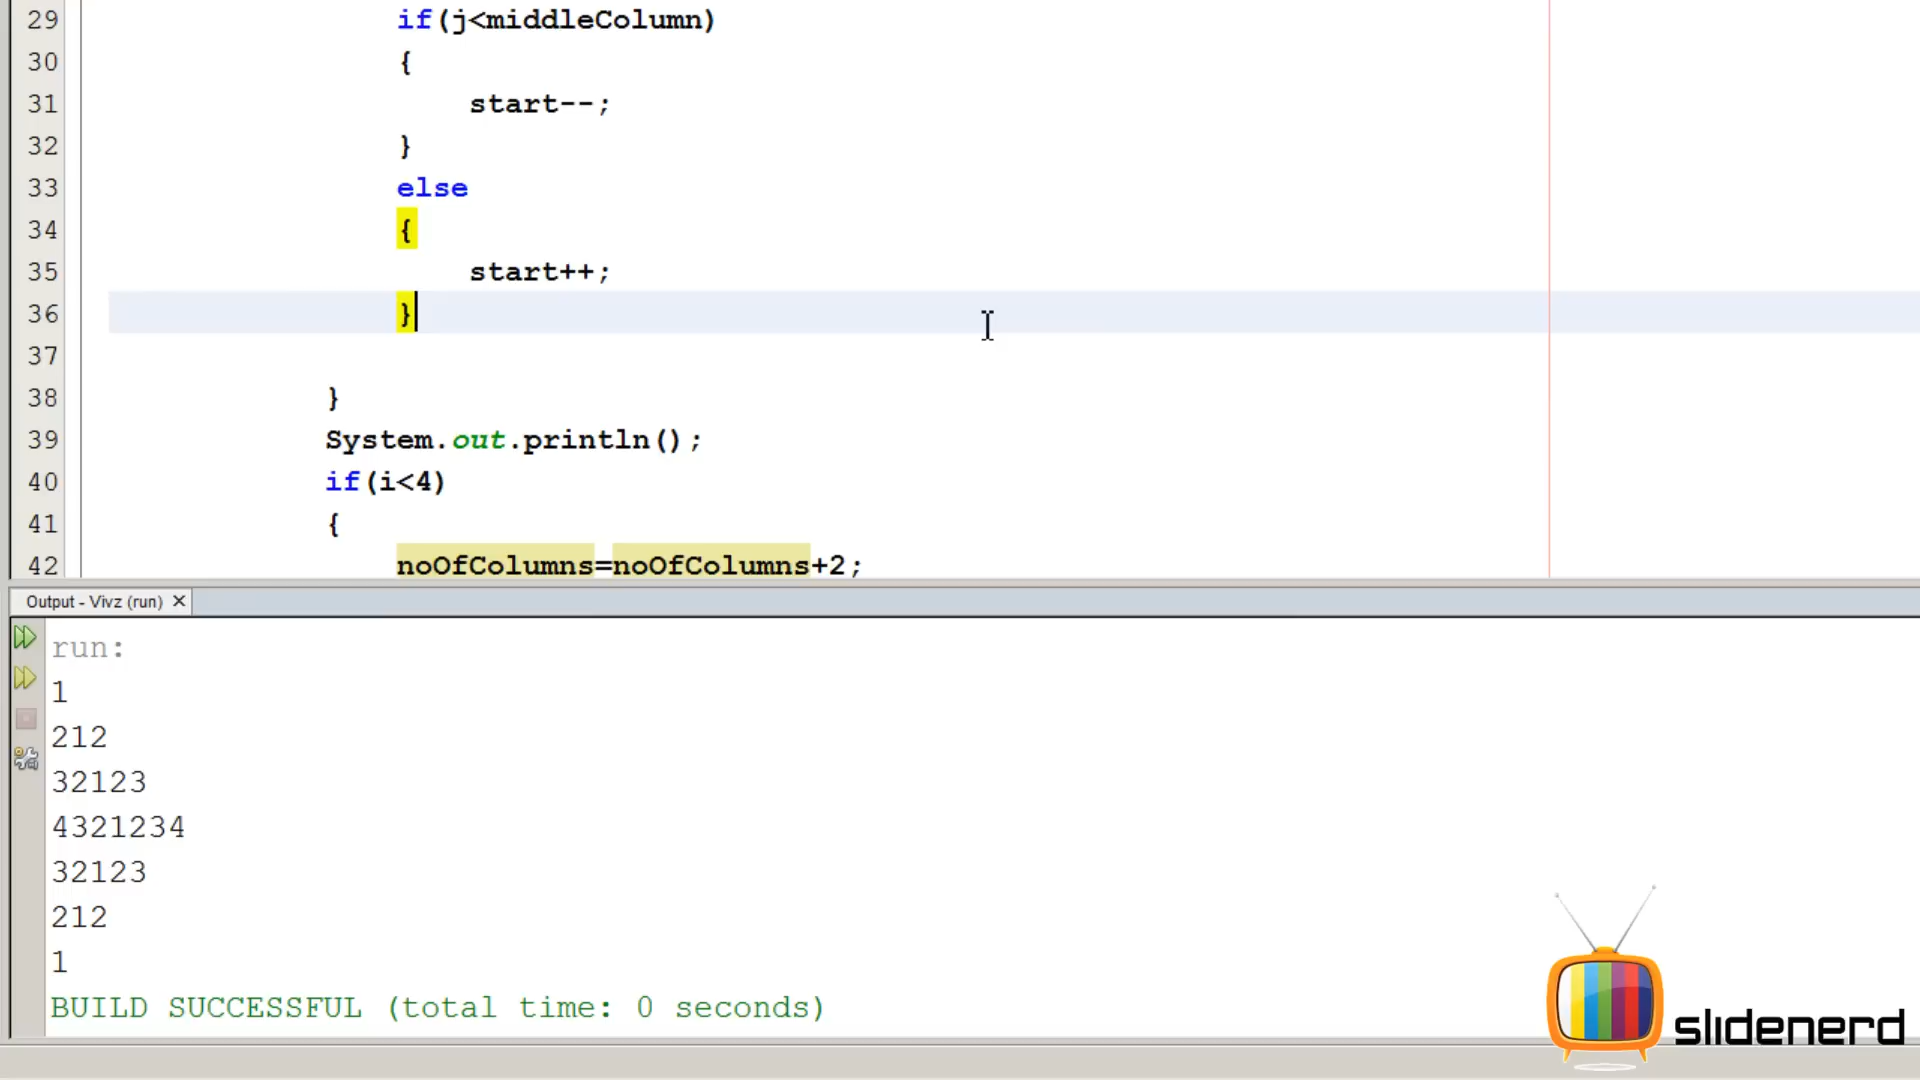 29 if(j<middleColumn)
30 {
31 start--;
32 }
33 else
34 {
35 start++;
36 }
37
38 }
39 System.out.println();
40 if(i<4)
41 {
42 noOfColumns=noOfColumns+2;
Output - Vivz (run)
run:
1
212
32123
4321234
32123
212
1
BUILD SUCCESSFUL (total time: 0 seconds)
slidenerd